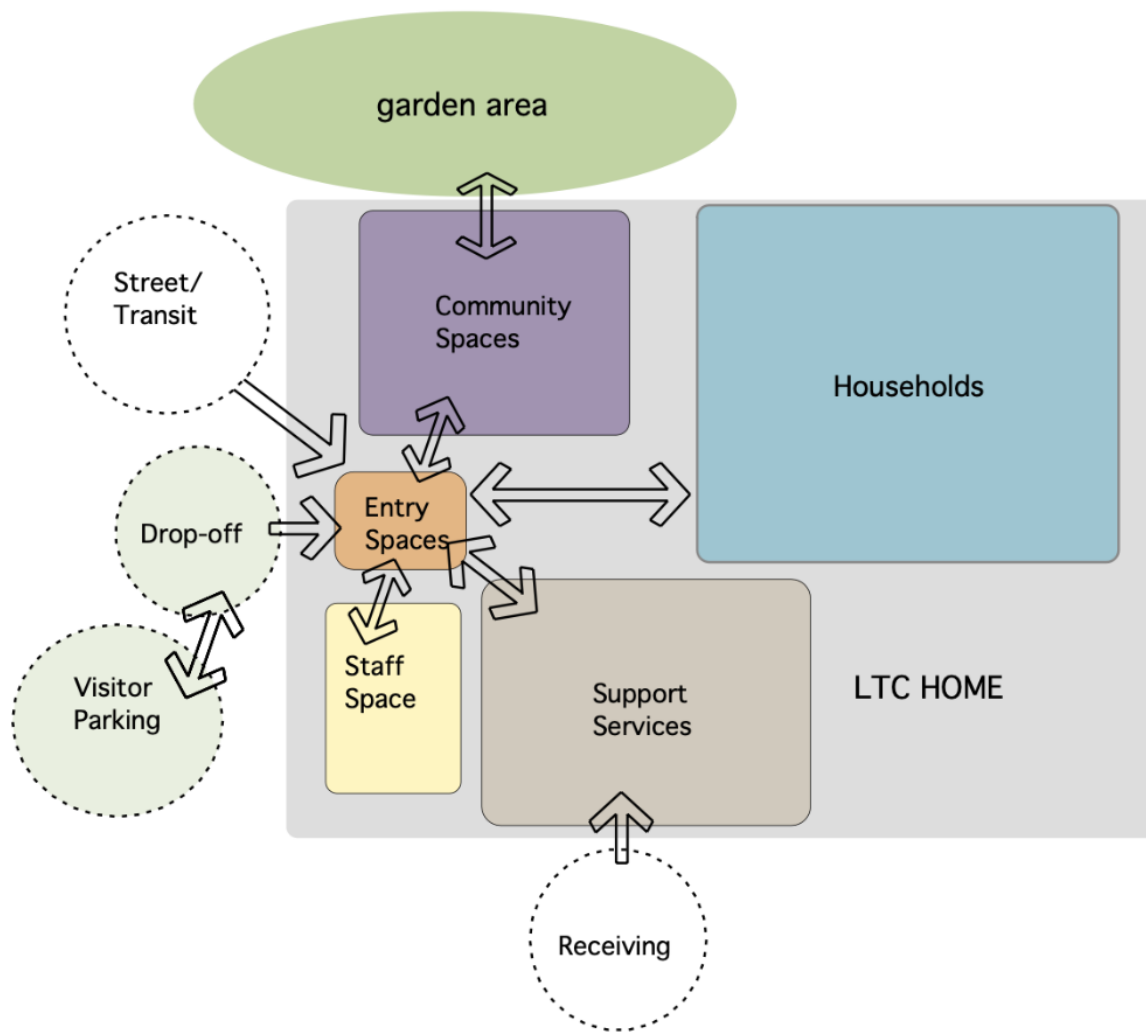 garden area
Street/
Transit
Community
Spaces
Households
Entry
Spaces
Drop-off
Staff
Space
Visitor
Parking
Support
Services
LTC HOME
Receiving